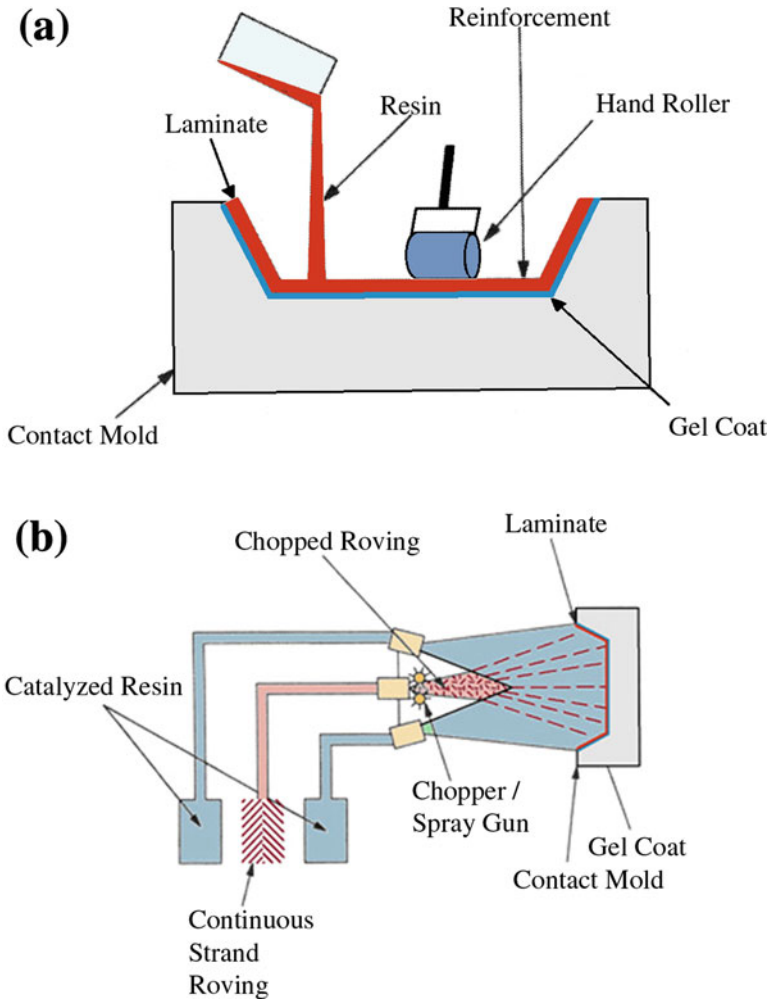 (a)
Reinforcement
Resin
Hand Roller
Laminate
Contact Mold
Gel Coat
(b)
Laminate
Chopped Roving
Catalyzed Resin
Chopper /
Spray Gun
Gel Coat
Contact Mold
Continuous
Strand
Roving